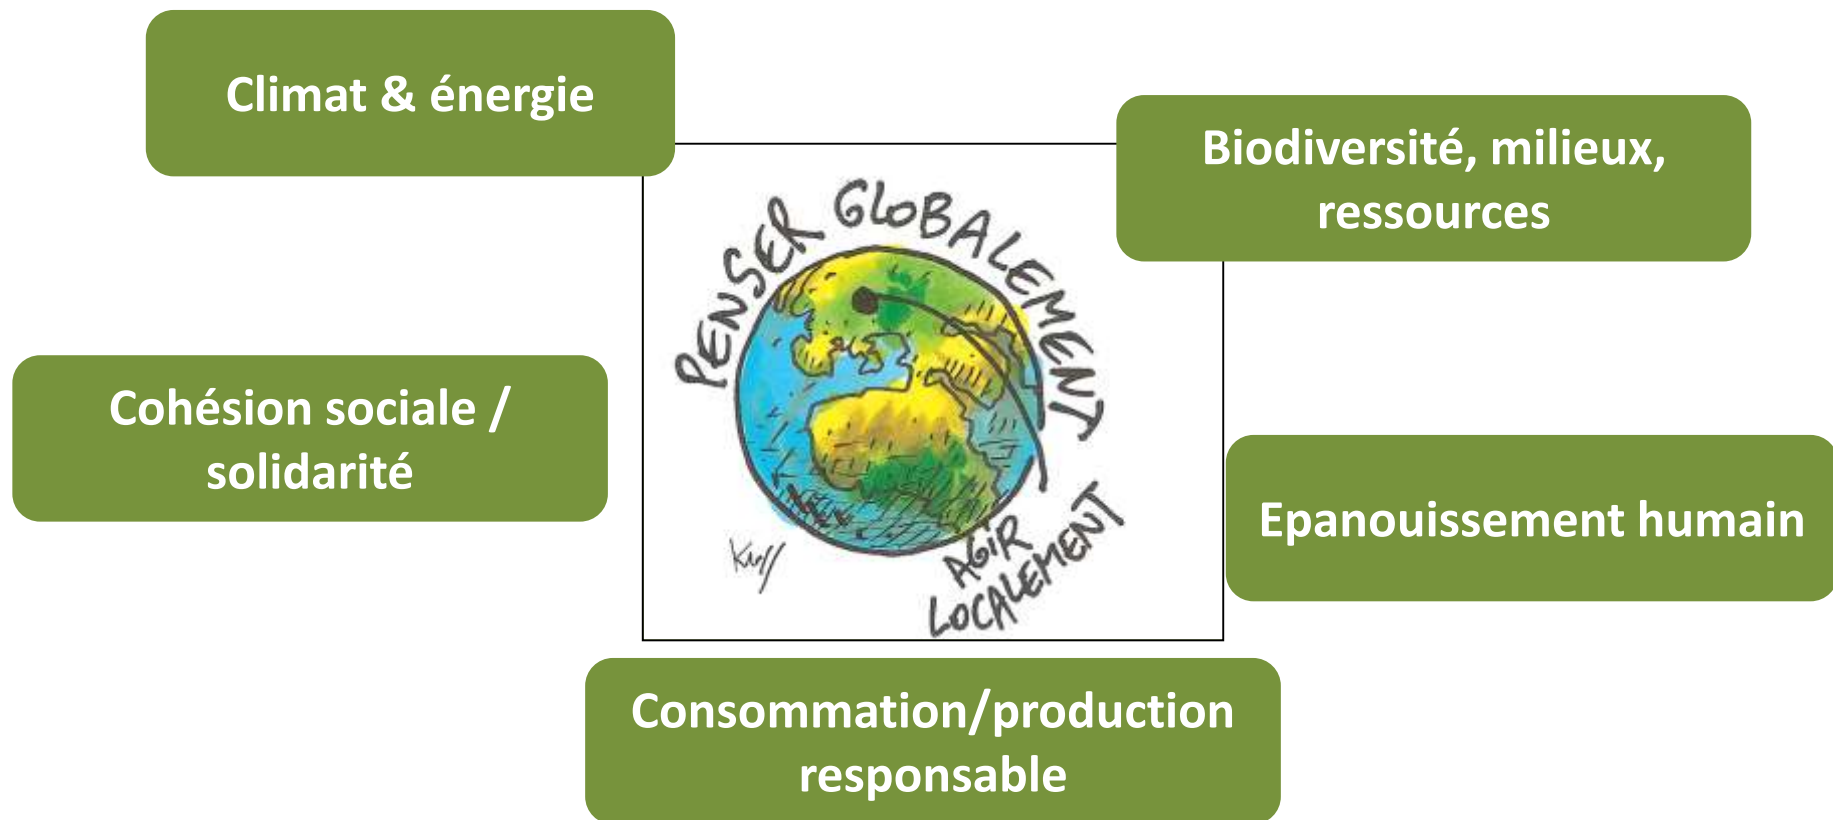 Climat & énergie
Biodiversité, milieux,
ressources
PENSER GLOBALEMENT
Cohésion sociale /
solidarité
Epanouissement humain
AGIR
LOCALEMENT
Consommation/production
responsable